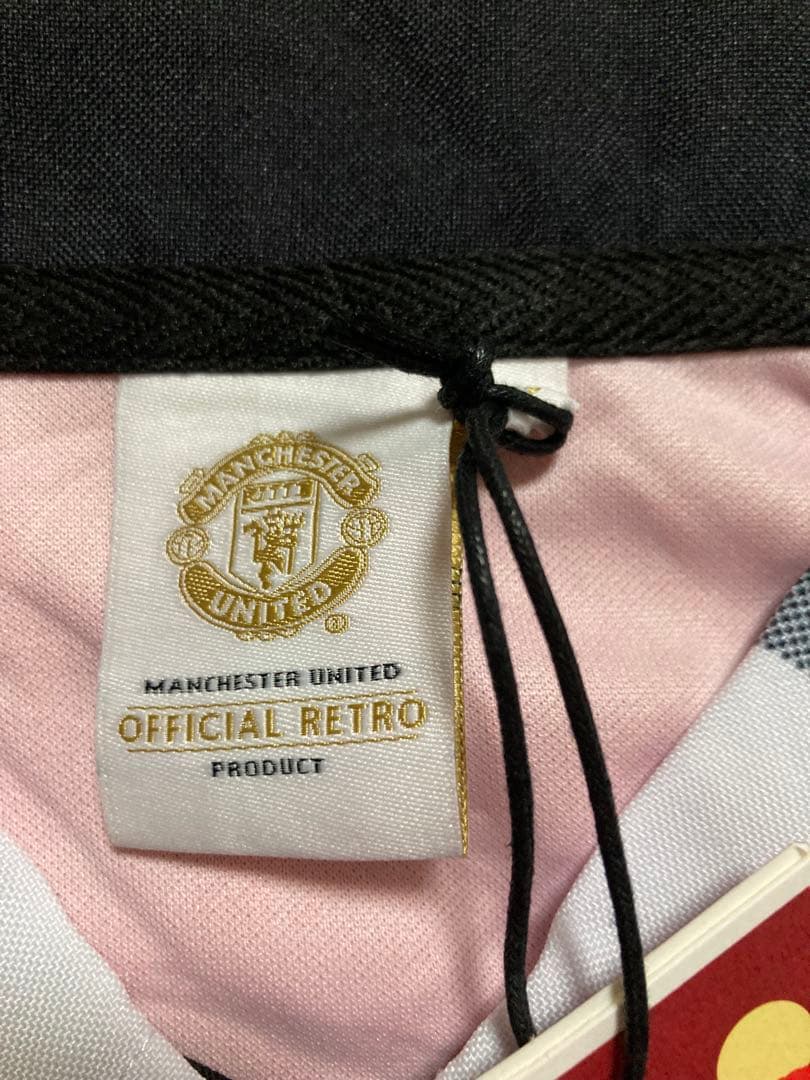 MANCHESTER
UNITED
®
MANCHESTER UNITED
OFFICIAL RETRO
PRODUCT